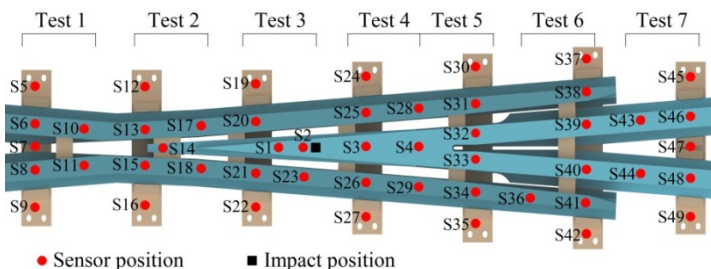 Test 1 Test 2 Test 3 Test 4 Test 5 Test 6 Test 7
S5 S12 S19 S24 S30 S37 S45
S6 S10 S13 S17 S20 S25 S28 S31 S38 S39 S43 S46
S7 S14 S1 S2 S3 S4 S32 S33 S47
S8 S11 S15 S18 S21 S23 S26 S29 S34 S36 S40 S41 S44 S48
S9 S16 S22 S27 S35 S42 S49
Sensor position Impact position